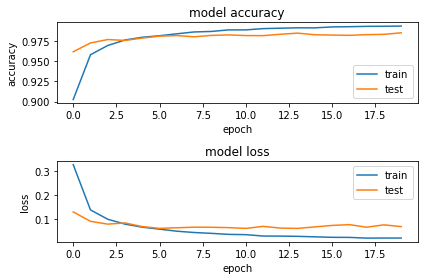 model accuracy
0.975
0.950
0.925
0.900
accuracy
train
test
0.0 2.5 5.0 7.5 10.0 12.5 15.0 17.5
epoch
model loss
0.3
0.2
0.1
loss
train
test
0.0 2.5 5.0 7.5 10.0 12.5 15.0 17.5
epoch